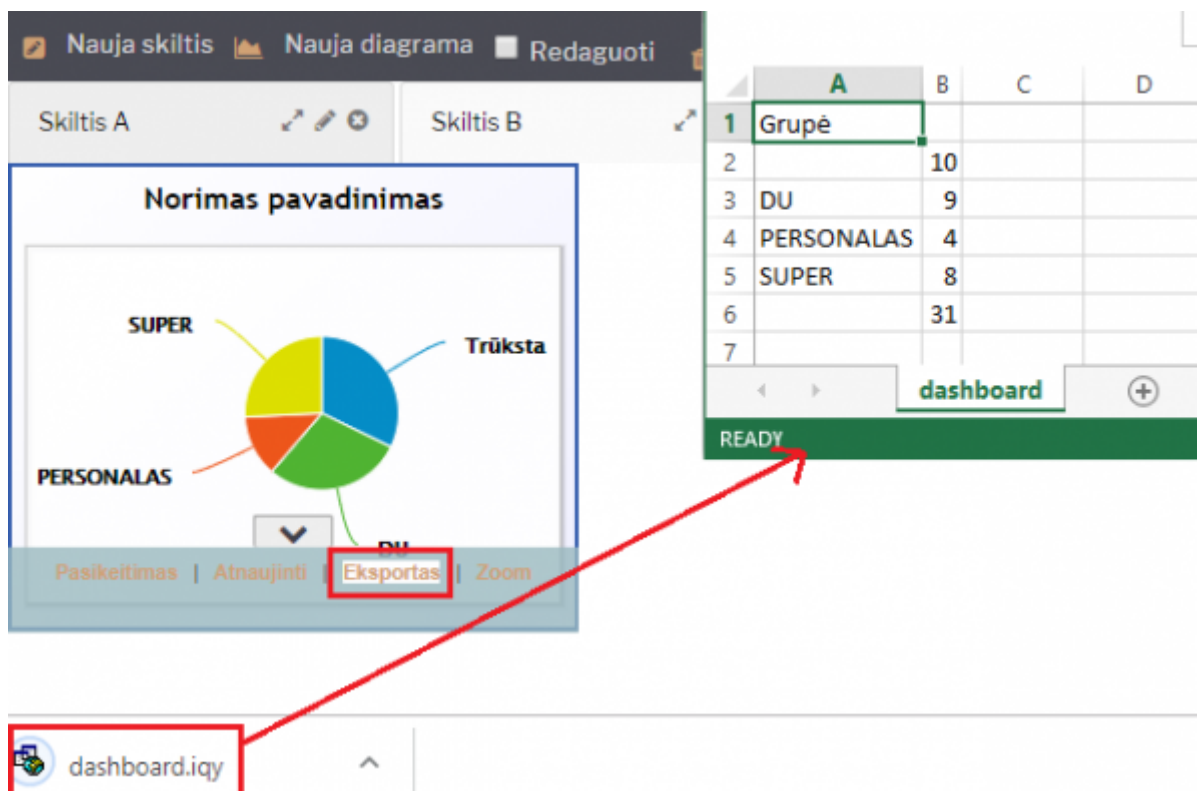 Nauja skiltis Nauja diagrama Redaguoti
Skiltis A Skiltis B
Norimas pavadinimas
SUPER
Trūksta
PERSONALAS
DU
Pasikeitimas | Atnaujinti | Eksportas | Zoom
dashboard.iqy
A B C D
1 Grupė
2 10
3 DU 9
4 PERSONALAS 4
5 SUPER 8
6 31
7
dashboard
READY